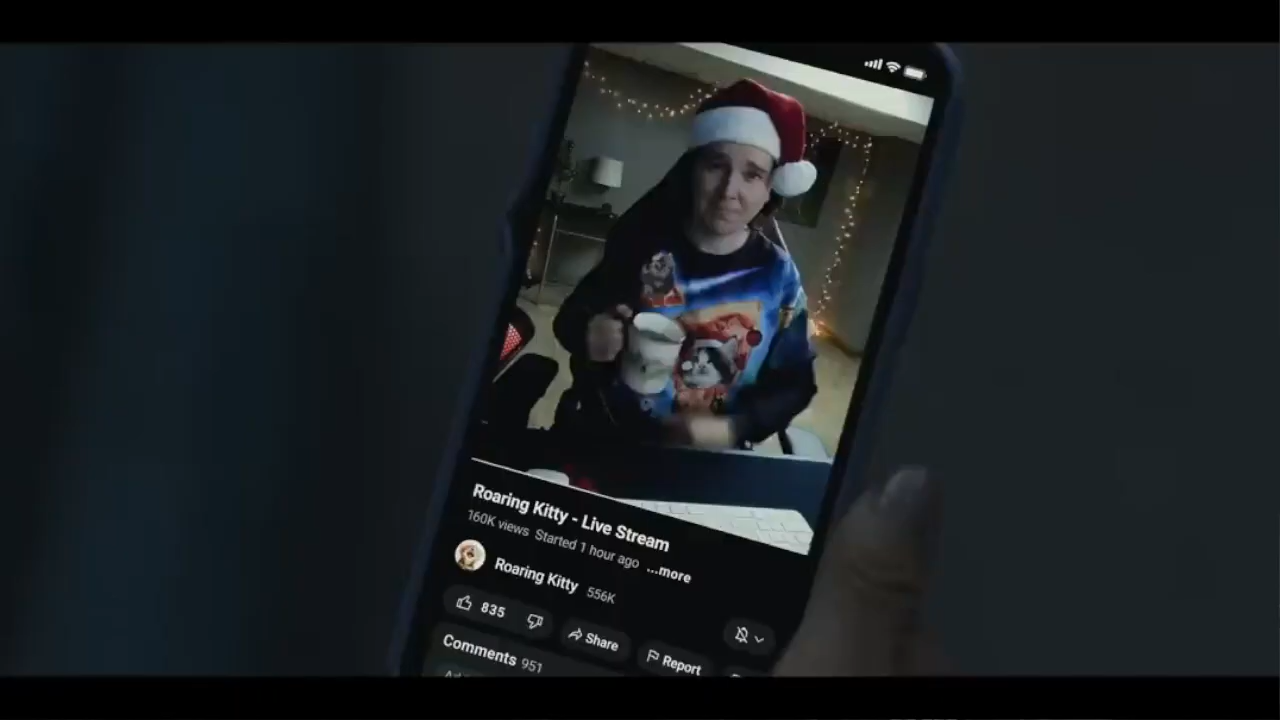 Roaring Kitty - Live Stream
160K views Started 1 hour ago ...more
Roaring Kitty 556K
835
Share
Report
Comments 951